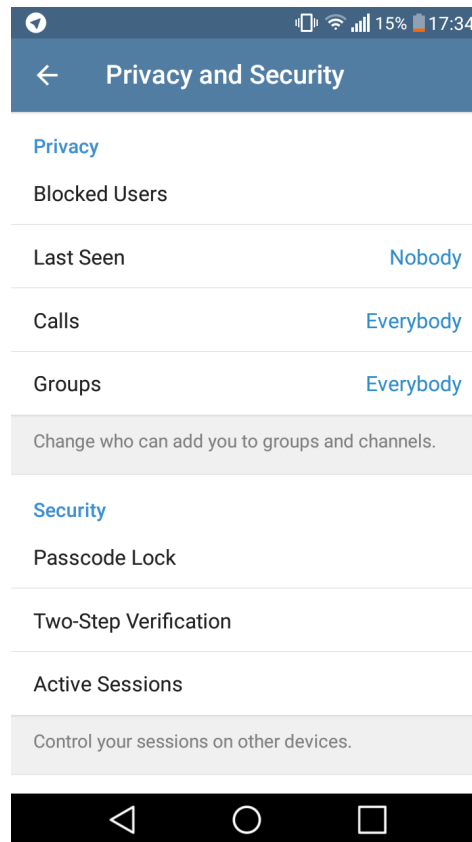 15% 17:34
Privacy and Security
Privacy
Blocked Users
Last Seen Nobody
Calls Everybody
Groups Everybody
Change who can add you to groups and channels.
Security
Passcode Lock
Two-Step Verification
Active Sessions
Control your sessions on other devices.